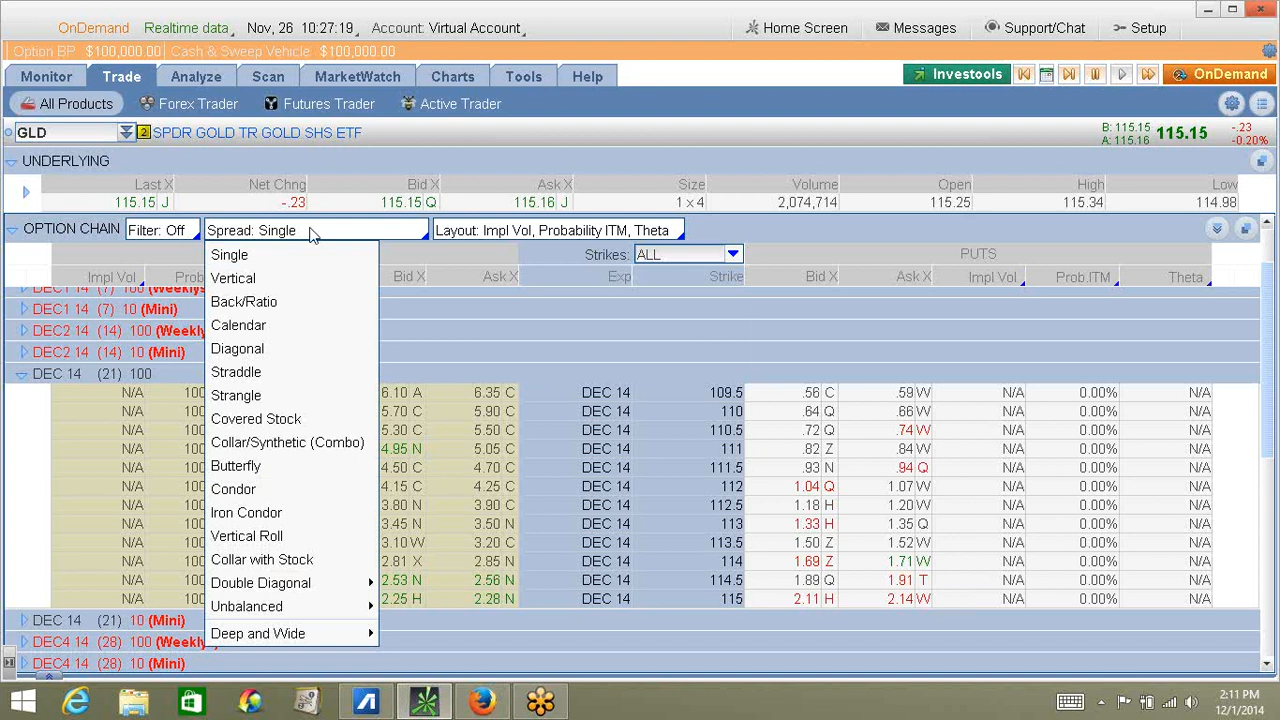 OnDemand Realtime data Nov, 26 10:27:19 Account: Virtual Account Home Screen Messages Support/Chat Setup
Option BP $100,000.00 Cash & Sweep Vehicle $100,000.00
Monitor Trade Analyze Scan MarketWatch Charts Tools Help Investools OnDemand
All Products Forex Trader Futures Trader Active Trader
GLD 2 SPDR GOLD TR GOLD SHS ETF B: 115.15 A: 115.16 115.15 -.23 -0.20%
UNDERLYING
Last X Net Chng Bid X Ask X Size Volume Open High Low
115.15 J -.23 115.15 Q 115.16 J 1 x 4 2,074,714 115.25 115.34 114.98
OPTION CHAIN Filter: Off Spread: Single Layout: Impl Vol, Probability ITM, Theta
Strikes: ALL PUTS
Impl Vol Bid X Ask X Exp Strike Bid X Ask X Impl Vol Prob.ITM Theta
DEC1 14 (7) 100 (Weeklys
DEC1 14 (7) 10 (Mini)
DEC2 14 (14) 100 (Weekly
DEC2 14 (14) 10 (Mini)
DEC 14 (21) 100
N/A 100 6.10 A 6.35 C DEC 14 109.5 .56 C .59 W N/A 0.00% N/A
N/A 100 5.70 C 5.90 C DEC 14 110 .64 Q .66 W N/A 0.00% N/A
N/A 100 5.30 C 5.50 C DEC 14 110.5 .72 Q .74 W N/A 0.00% N/A
N/A 100 4.95 N 5.05 C DEC 14 111 .82 Z .84 W N/A 0.00% N/A
N/A 100 4.50 C 4.70 C DEC 14 111.5 .93 N .94 Q N/A 0.00% N/A
N/A 100 4.15 C 4.25 C DEC 14 112 1.04 Q 1.07 W N/A 0.00% N/A
N/A 100 3.80 N 3.90 C DEC 14 112.5 1.18 H 1.20 W N/A 0.00% N/A
N/A 100 3.45 N 3.50 C DEC 14 113 1.33 H 1.35 Q N/A 0.00% N/A
N/A 100 3.10 W 3.20 C DEC 14 113.5 1.50 Z 1.52 W N/A 0.00% N/A
N/A 100 2.81 X 2.85 N DEC 14 114 1.69 Z 1.71 W N/A 0.00% N/A
N/A 100 2.53 N 2.56 N DEC 14 114.5 1.89 Q 1.91 T N/A 0.00% N/A
N/A 100 2.25 H 2.28 N DEC 14 115 2.11 H 2.14 W N/A 0.00% N/A
DEC 14 (21) 10 (Mini)
DEC4 14 (28) 100 (Weekly
DEC4 14 (28) 10 (Mini)
Single
Vertical
Back/Ratio
Calendar
Diagonal
Straddle
Strangle
Covered Stock
Collar/Synthetic (Combo)
Butterfly
Condor
Iron Condor
Vertical Roll
Collar with Stock
Double Diagonal
Unbalanced
Deep and Wide
2:11 PM
12/1/2014